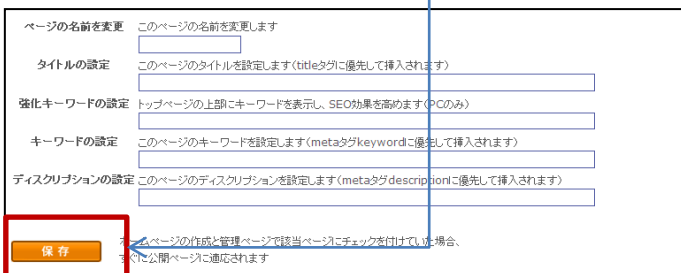 ページの名前を変更 このページの名前を変更します
タイトルの設定 このページのタイトルを設定します(titleタグに優先して挿入されます)
強化キーワードの設定 トップページの上部にキーワードを表示し、SEO効果を高めます(PCのみ)
キーワードの設定 このページのキーワードを設定します(metaタグkeywordに優先して挿入されます)
ディスクリプションの設定 このページのディスクリプションを設定します(metaタグdescriptionに優先して挿入されます)
保存 ホームページの作成と管理ページで該当ページにチェックを付けていた場合、
すぐに公開ページに適応されます